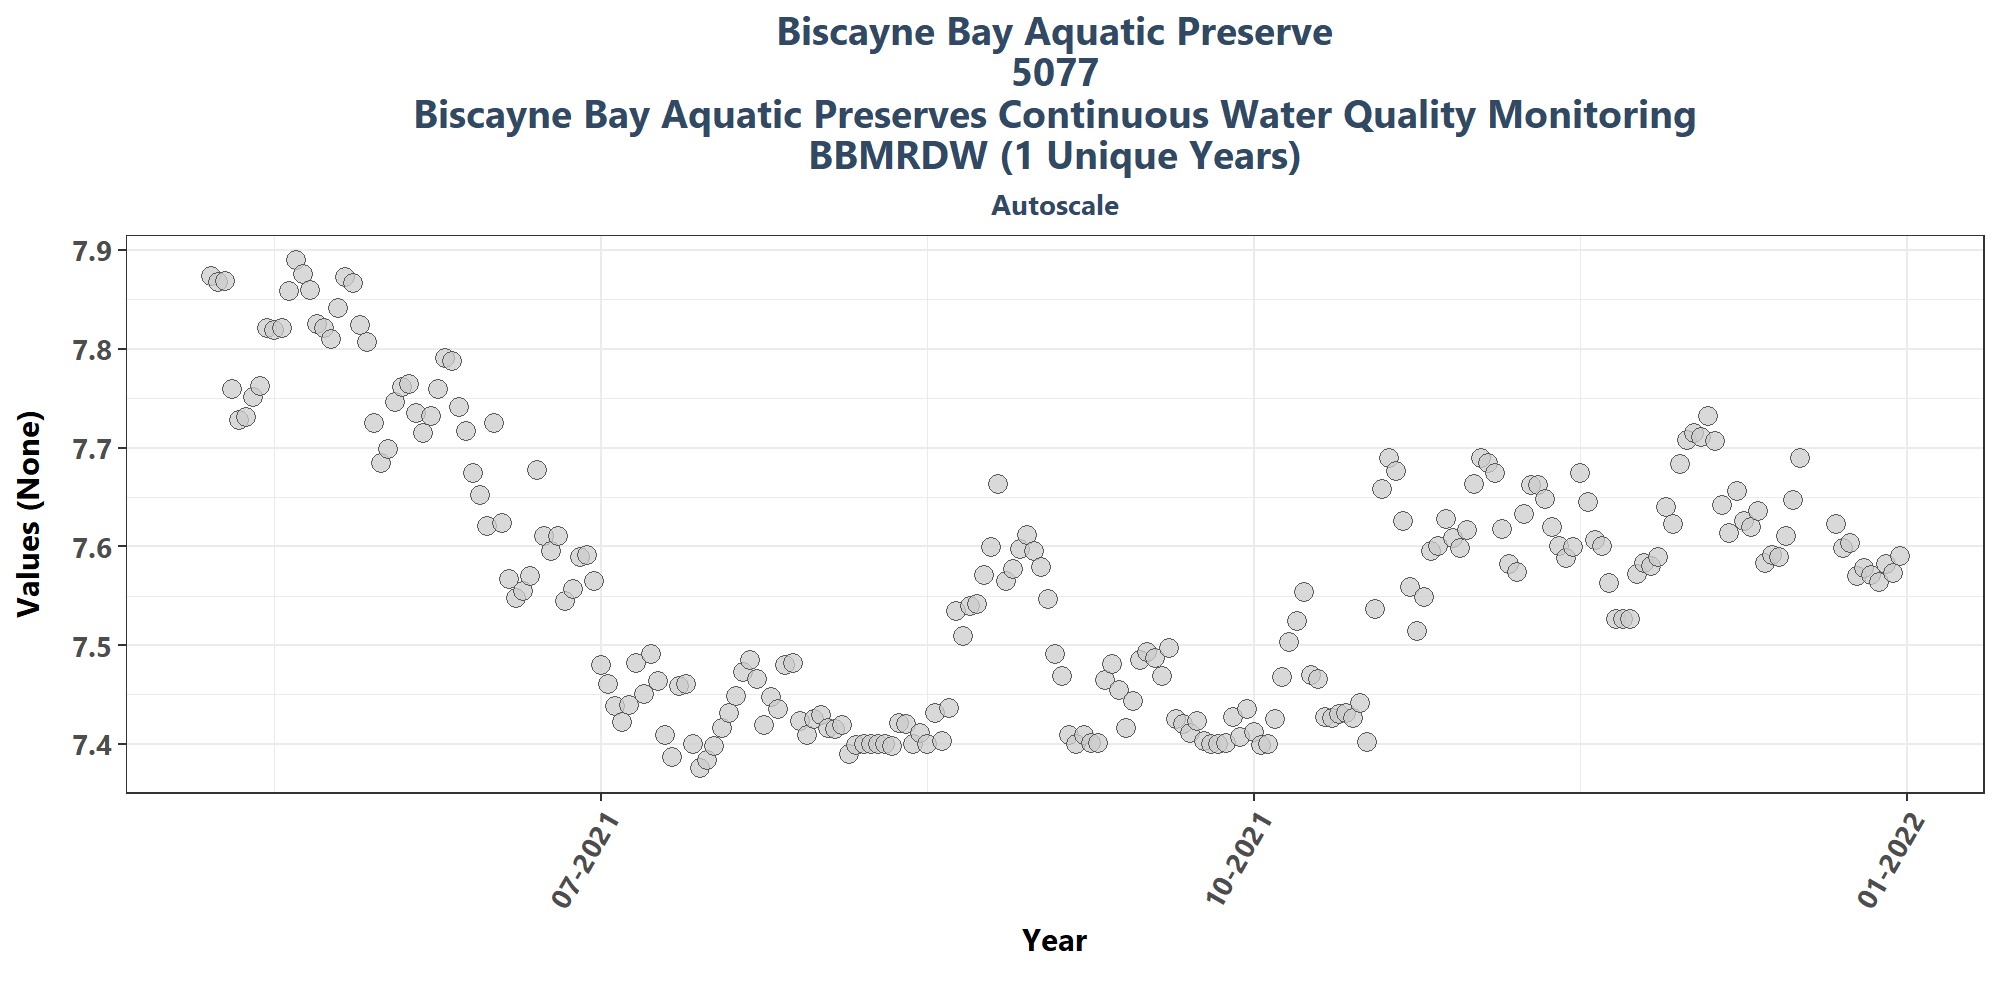 Biscayne Bay Aquatic Preserve
5077
Biscayne Bay Aquatic Preserves Continuous Water Quality Monitoring
BBMRDW (1 Unique Years)
Autoscale
7.9
7.8
7.7
7.6
7.5
7.4
Values (None)
07-2021
10-2021
01-2022
Year